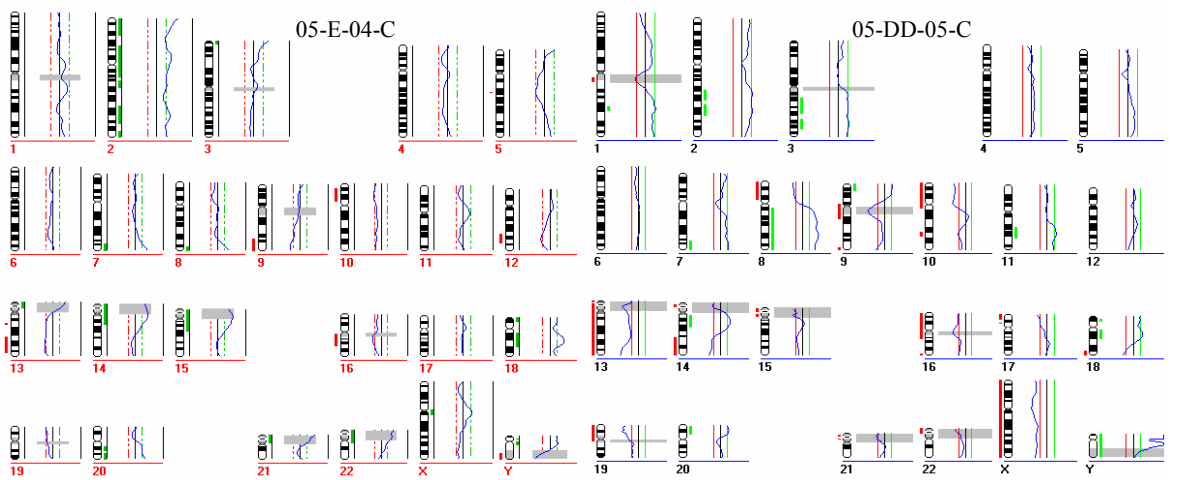 05-E-04-C 05-DD-05-C
1 2 3 4 5 1 2 3 4 5
6 7 8 9 10 11 12 6 7 8 9 10 11 12
13 14 15 16 17 18 13 14 15 16 17 18
19 20 21 22 X Y 19 20 21 22 X Y